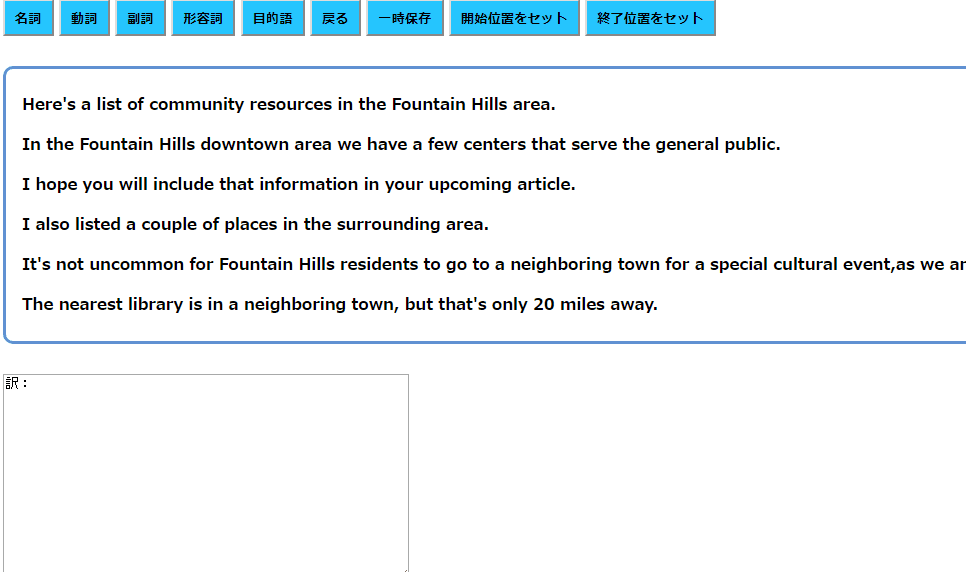 名詞 動詞 副詞 形容詞 目的語 戻る 一時保存 開始位置をセット 終了位置をセット
Here's a list of community resources in the Fountain Hills area.
In the Fountain Hills downtown area we have a few centers that serve the general public.
I hope you will include that information in your upcoming article.
I also listed a couple of places in the surrounding area.
It's not uncommon for Fountain Hills residents to go to a neighboring town for a special cultural event,as we
The nearest library is in a neighboring town, but that's only 20 miles away.
訳：